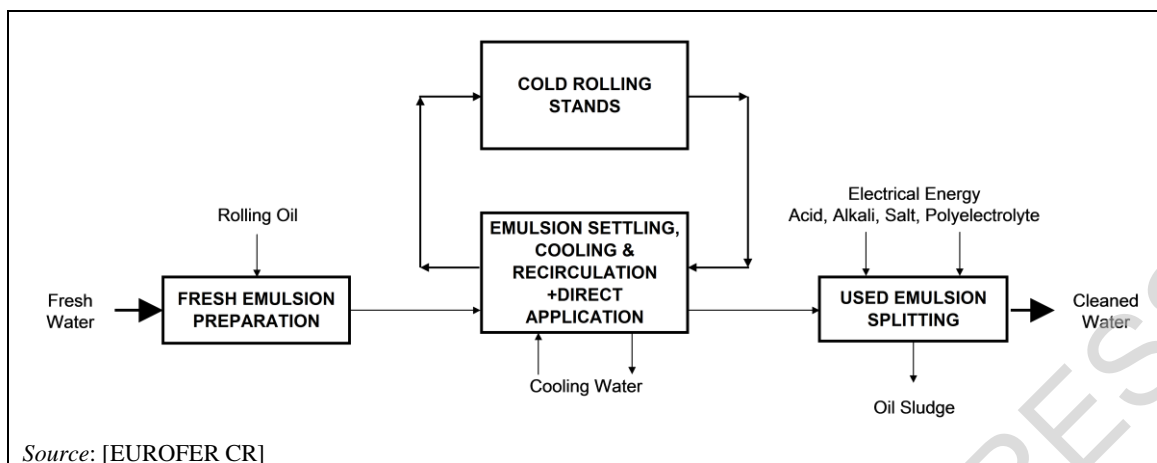 COLD ROLLING
STANDS
Electrical Energy
Acid, Alkali, Salt, Polyelectrolyte
Rolling Oil
EMULSION SETTLING,
COOLING &
RECIRCULATION
+DIRECT
APPLICATION
Fresh
Water
FRESH EMULSION
PREPARATION
USED EMULSION
SPLITTING
Cleaned
Water
Cooling Water
Oil Sludge
Source: [EUROFER CR]
RESS